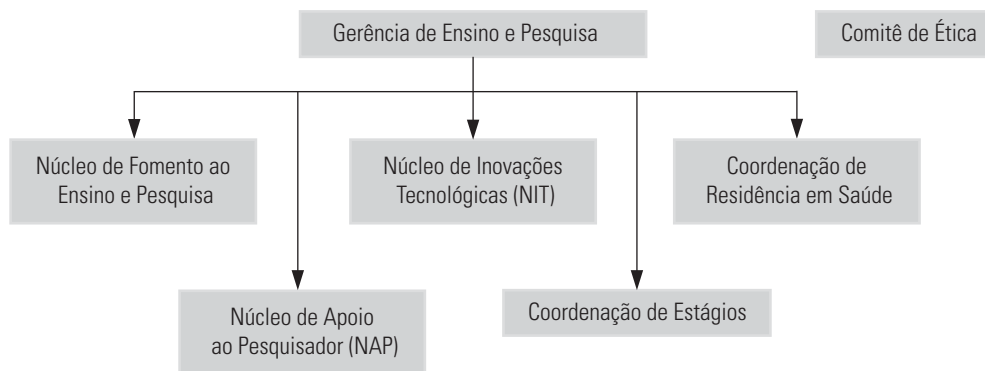 Gerência de Ensino e Pesquisa
Comitê de Ética
Núcleo de Fomento ao
Ensino e Pesquisa
Núcleo de Inovações
Tecnológicas (NIT)
Coordenação de
Residência em Saúde
Núcleo de Apoio
ao Pesquisador (NAP)
Coordenação de Estágios